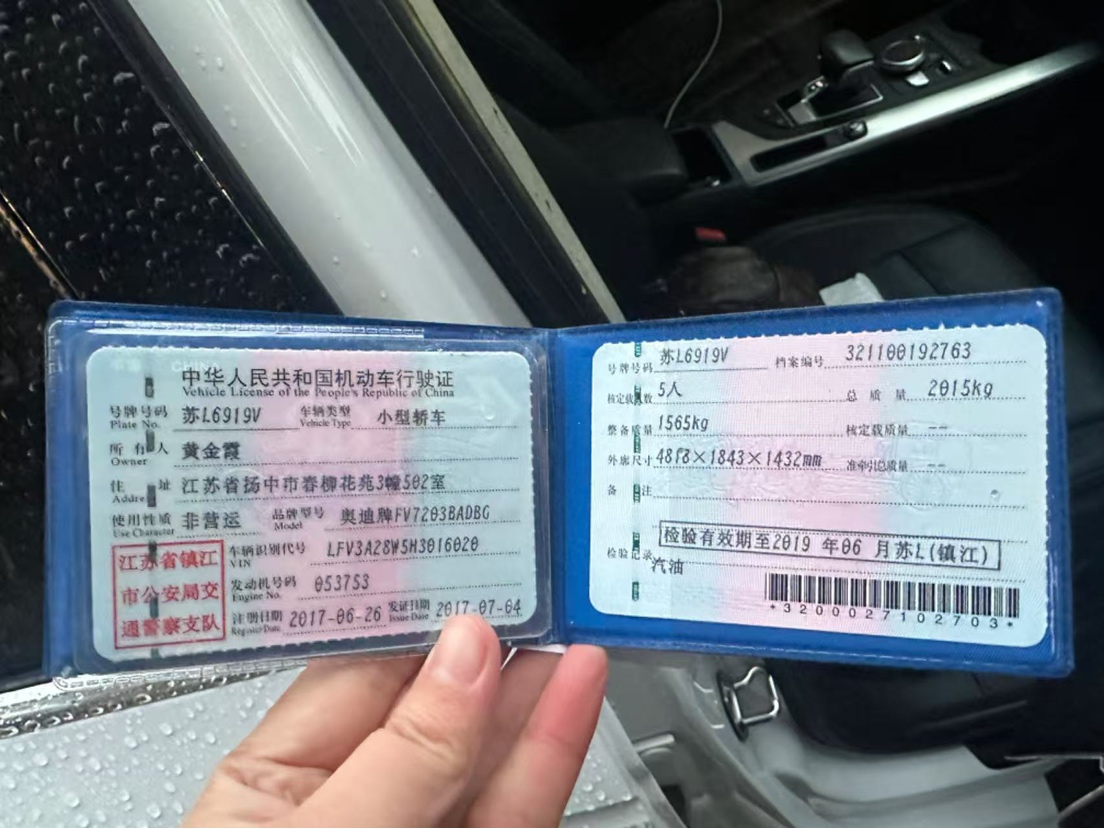 中华人民共和国机动车行驶证
Vehicle License of the People's Republic of China
号牌号码 苏L6919V 车辆类型 小型轿车
Plate No. Vehicle Type
所有人 黄金霞
Owner
住址 江苏省扬中市春柳花苑3幢502室
Address
使用性质 非营运 品牌型号 奥迪牌FV7203BADBG
Use Character Model
江苏省镇江
市公安局交
通警察支队
车辆识别代号 LFV3A28W5H3016020
VIN
发动机号码 053753
Engine No.
注册日期 2017-06-26 发证日期 2017-07-04
Register Date Issue Date
号牌号码 苏L6919V 档案编号 321100192763
核定载人数 5人 总质量 2015kg
整备质量 1565kg 核定载质量 --
外廓尺寸 4818×1843×1432mm 准牵引总质量 --
备注
检验有效期至2019 年06 月苏L(镇江)
检验记录
汽油
*3200027102703*